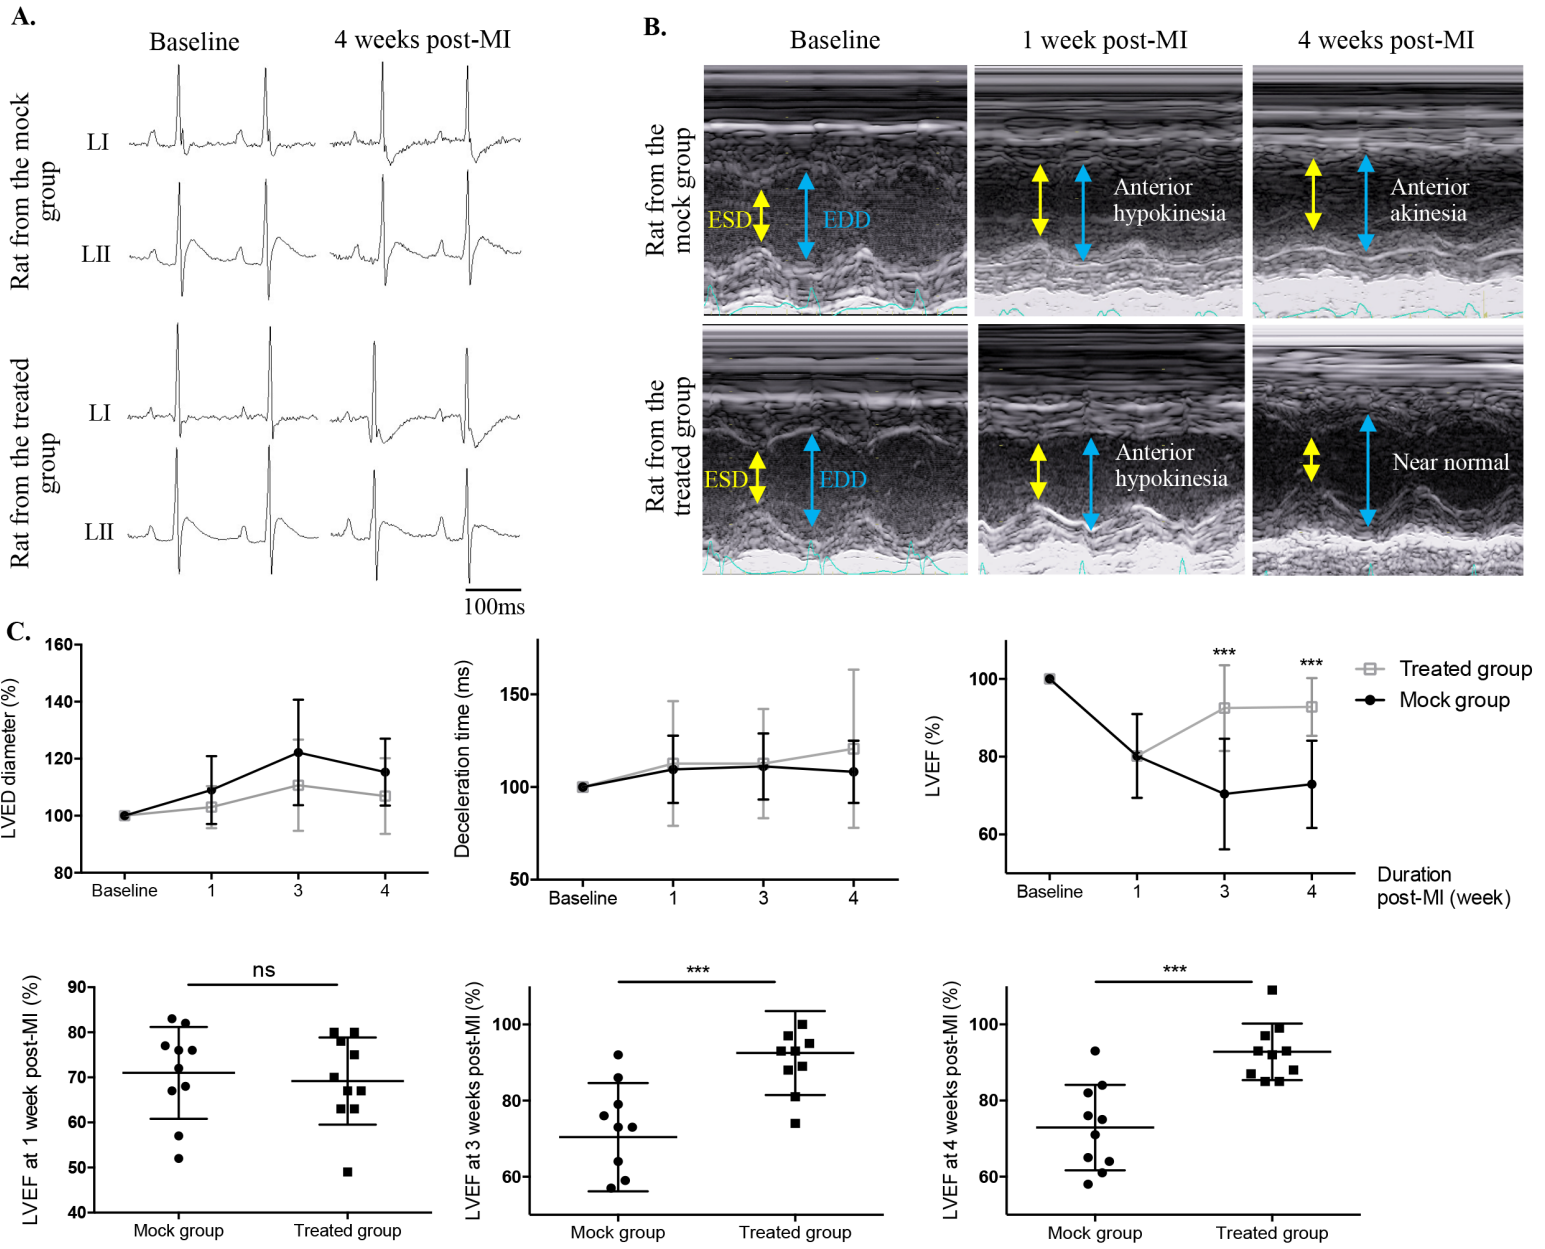 A.
Baseline
4 weeks post-MI
Rat from the mock
group
LI
LII
Rat from the treated
group
LI
LII
100ms
B.
Baseline
1 week post-MI
4 weeks post-MI
Rat from the
mock group
ESD
EDD
Anterior
hypokinesia
Anterior
akinesia
Rat from the
treated group
ESD
EDD
Anterior
hypokinesia
Near normal
C.
LVED diameter (%)
160
140
120
100
80
Baseline
1
3
4
Deceleration time (ms)
150
100
50
Baseline
1
3
4
LVEF (%)
100
80
60
***
***
Baseline
1
3
4
Treated group
Mock group
Duration
post-MI (week)
LVEF at 1 week post-MI (%)
90
80
70
60
50
40
ns
Mock group
Treated group
LVEF at 3 weeks post-MI (%)
100
80
60
***
Mock group
Treated group
LVEF at 4 weeks post-MI (%)
100
80
60
***
Mock group
Treated group